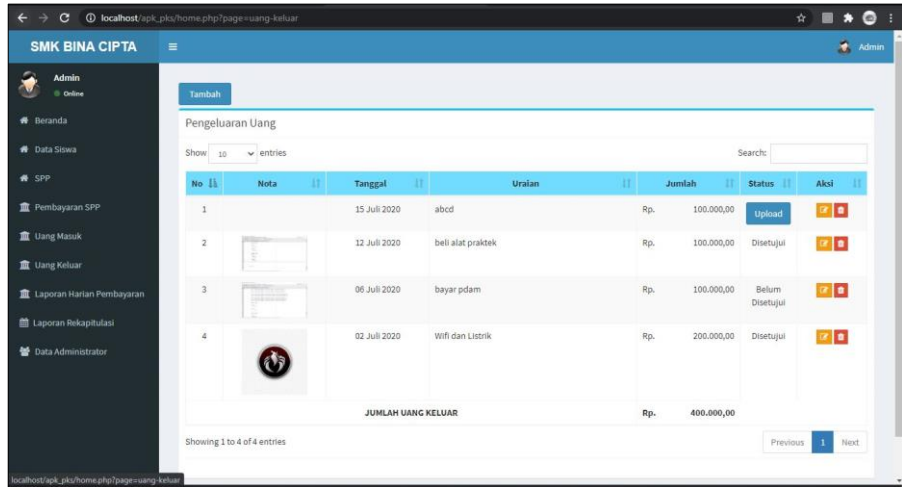 localhost/apk_pks/home.php?page=uang-keluar
SMK BINA CIPTA
Admin
Admin
Online
Beranda
Data Siswa
SPP
Pembayaran SPP
Uang Masuk
Uang Keluar
Laporan Harian Pembayaran
Laporan Rekapitulasi
Data Administrator
Tambah
Pengeluaran Uang
Show 10 entries Search:
No Nota Tanggal Uraian Jumlah Status Aksi
1 15 Juli 2020 abcd Rp. 100.000,00 Upload
2 12 Juli 2020 beli alat praktek Rp. 100.000,00 Disetujui
3 06 Juli 2020 bayar pdam Rp. 100.000,00 Belum
Disetujui
4 02 Juli 2020 Wifi dan Listrik Rp. 200.000,00 Disetujui
JUMLAH UANG KELUAR Rp. 400.000,00
Showing 1 to 4 of 4 entries Previous 1 Next
localhost/apk_pks/home.php?page=uang-keluar